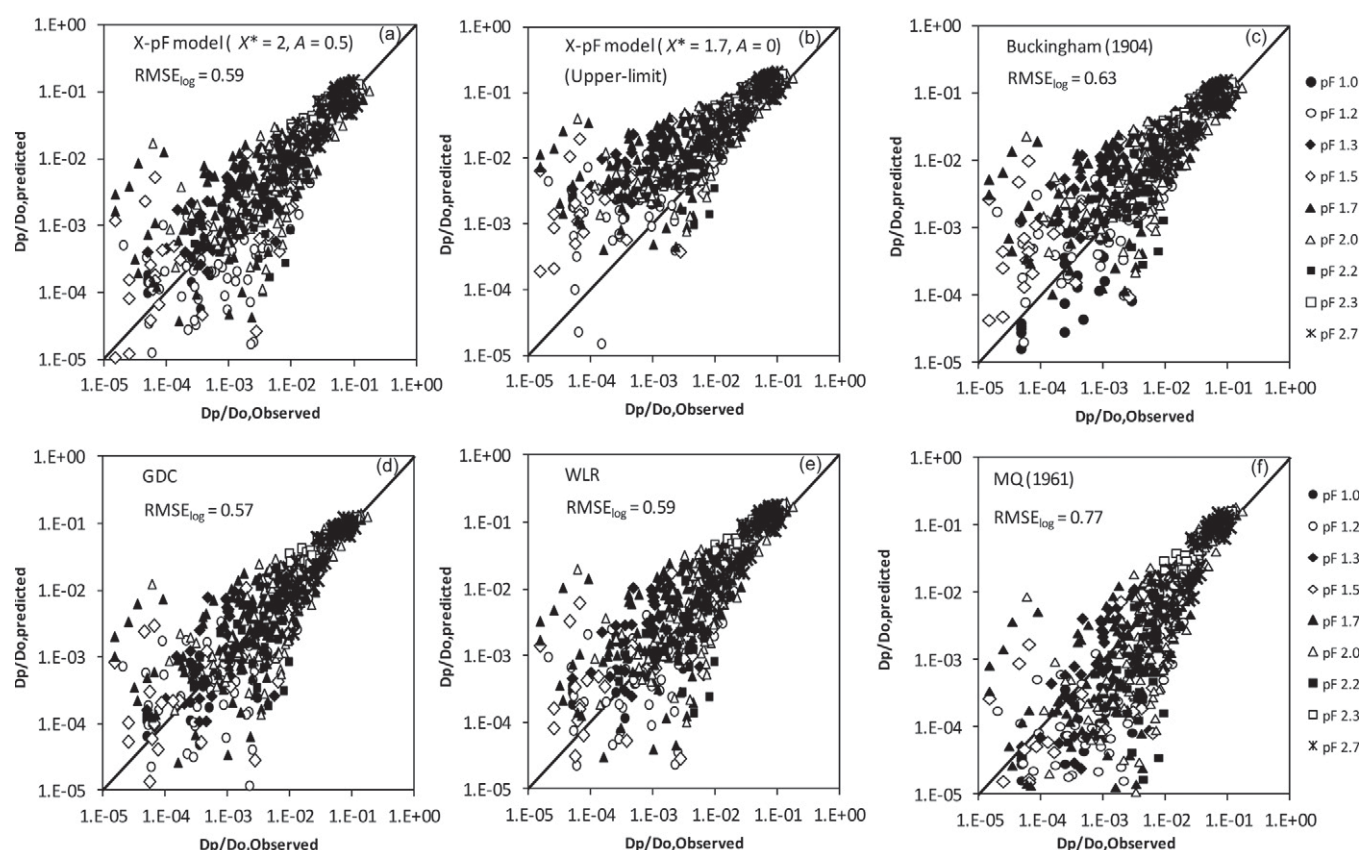 (a)
X-pF model ( X* = 2, A = 0.5)
RMSElog = 0.59
1.E+00
1.E-01
1.E-02
1.E-03
1.E-04
1.E-05
Dp/Do,predicted
1.E-05 1.E-04 1.E-03 1.E-02 1.E-01 1.E+00
Dp/Do,Observed
(b)
X-pF model ( X* = 1.7, A = 0)
(Upper-limit)
1.E+00
1.E-01
1.E-02
1.E-03
1.E-04
1.E-05
Dp/Do,predicted
1.E-05 1.E-04 1.E-03 1.E-02 1.E-01 1.E+00
Dp/Do,Observed
(c)
Buckingham (1904)
RMSElog = 0.63
1.E+00
1.E-01
1.E-02
1.E-03
1.E-04
1.E-05
Dp/Do,predicted
1.E-05 1.E-04 1.E-03 1.E-02 1.E-01 1.E+00
Dp/Do,Observed
pF 1.0
pF 1.2
pF 1.3
pF 1.5
pF 1.7
pF 2.0
pF 2.2
pF 2.3
pF 2.7
(d)
GDC
RMSElog = 0.57
1.E+00
1.E-01
1.E-02
1.E-03
1.E-04
1.E-05
Dp/Do,predicted
1.E-05 1.E-04 1.E-03 1.E-02 1.E-01 1.E+00
Dp/Do,Observed
(e)
WLR
RMSElog = 0.59
1.E+00
1.E-01
1.E-02
1.E-03
1.E-04
1.E-05
Dp/Do,predicted
1.E-05 1.E-04 1.E-03 1.E-02 1.E-01 1.E+00
Dp/Do,Observed
(f)
MQ (1961)
RMSElog = 0.77
1.E+00
1.E-01
1.E-02
1.E-03
1.E-04
1.E-05
Dp/Do,predicted
1.E-05 1.E-04 1.E-03 1.E-02 1.E-01 1.E+00
Dp/Do,Observed
pF 1.0
pF 1.2
pF 1.3
pF 1.5
pF 1.7
pF 2.0
pF 2.2
pF 2.3
pF 2.7